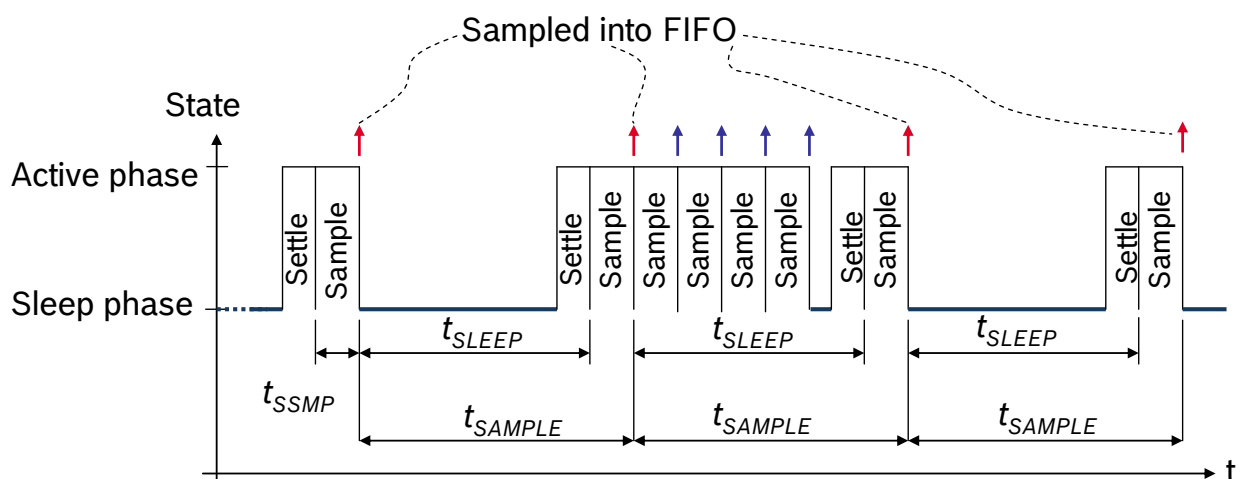 Sampled into FIFO
State
Active phase
Settle
Sample
Settle
Sample
Sample
Sample
Sample
Sample
Settle
Sample
Settle
Sample
Sleep phase
tSLEEP
tSLEEP
tSLEEP
tSSMP
tSAMPLE
tSAMPLE
tSAMPLE
t